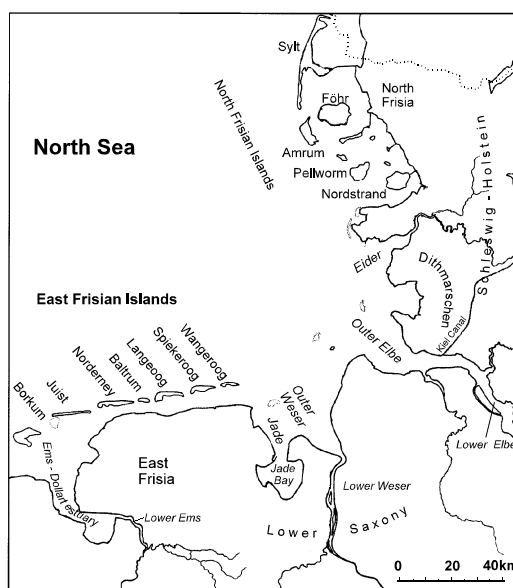 Sylt
North
Frisia
Föhr
North Frisian Islands
Amrum
Pellworm
Nordstrand
North Sea
Schleswig - Holstein
Eider
Dithmarschen
Kiel Canal
East Frisian Islands
Outer Elbe
Wangeroog
Spiekeroog
Langeoog
Baltrum
Norderney
Juist
Borkum
Outer
Weser
Jade
Lower Elbe
Jade
Bay
East
Frisia
Ems - Dollart estuary
Lower Ems
Lower Weser
Lower Saxony
0 20 40km